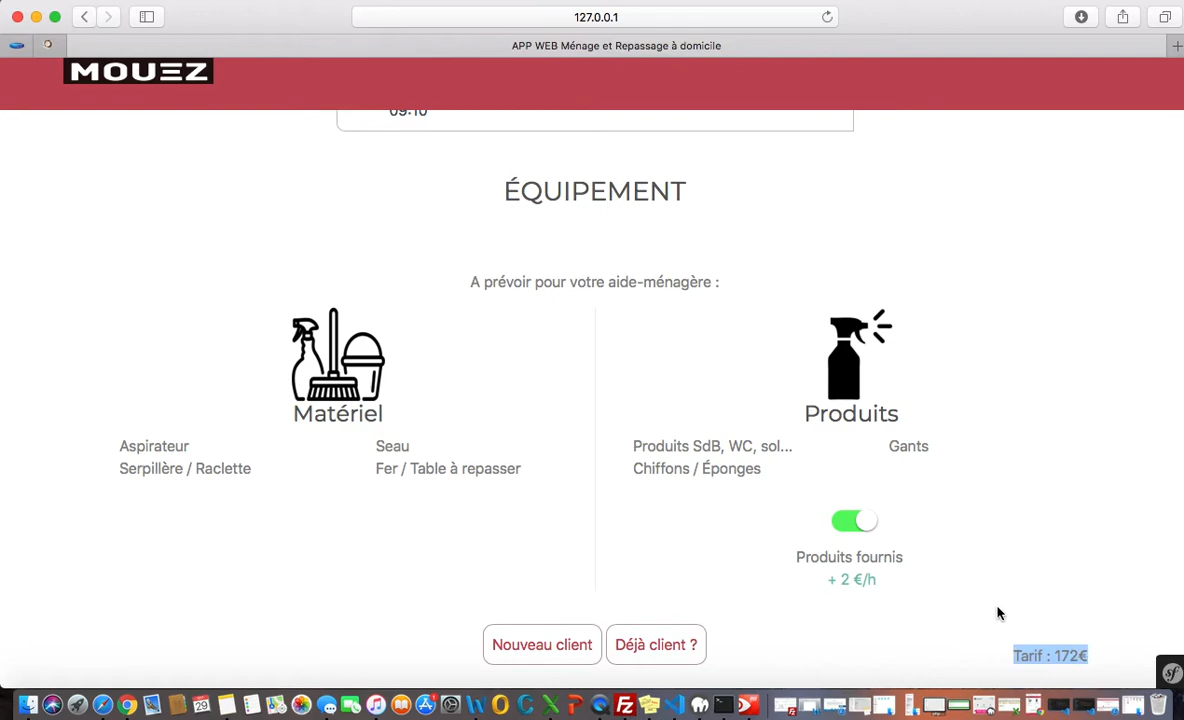 127.0.0.1
APP WEB Ménage et Repassage à domicile
MOUEZ
09:10
ÉQUIPEMENT
A prévoir pour votre aide-ménagère :
Matériel
Aspirateur
Seau
Serpillère / Raclette
Fer / Table à repasser
Produits
Produits SdB, WC, sol...
Gants
Chiffons / Éponges
Produits fournis
+ 2 €/h
Nouveau client
Déjà client ?
Tarif : 172€